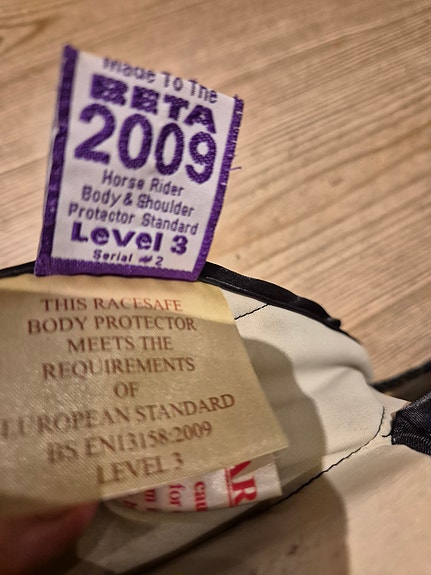 Made To The
BETA
2009
Horse Rider
Body & Shoulder
Protector Standard
Level 3
Serial #2
THIS RACESAFE
BODY PROTECTOR
MEETS THE
REQUIREMENTS
OF
EUROPEAN STANDARD
BS EN13158:2009
LEVEL 3
for